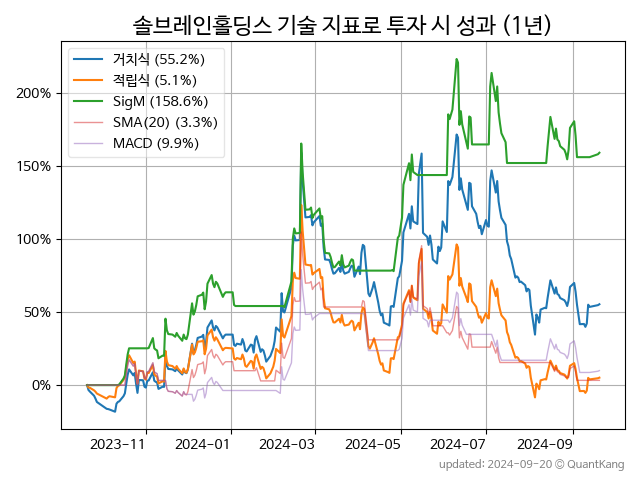 솔브레인홀딩스 기술 지표로 투자 시 성과 (1년)
거치식 (55.2%)
적립식 (5.1%)
SigM (158.6%)
SMA(20) (3.3%)
MACD (9.9%)
200%
150%
100%
50%
0%
2023-11 2024-01 2024-03 2024-05 2024-07 2024-09
updated: 2024-09-20 © QuantKang